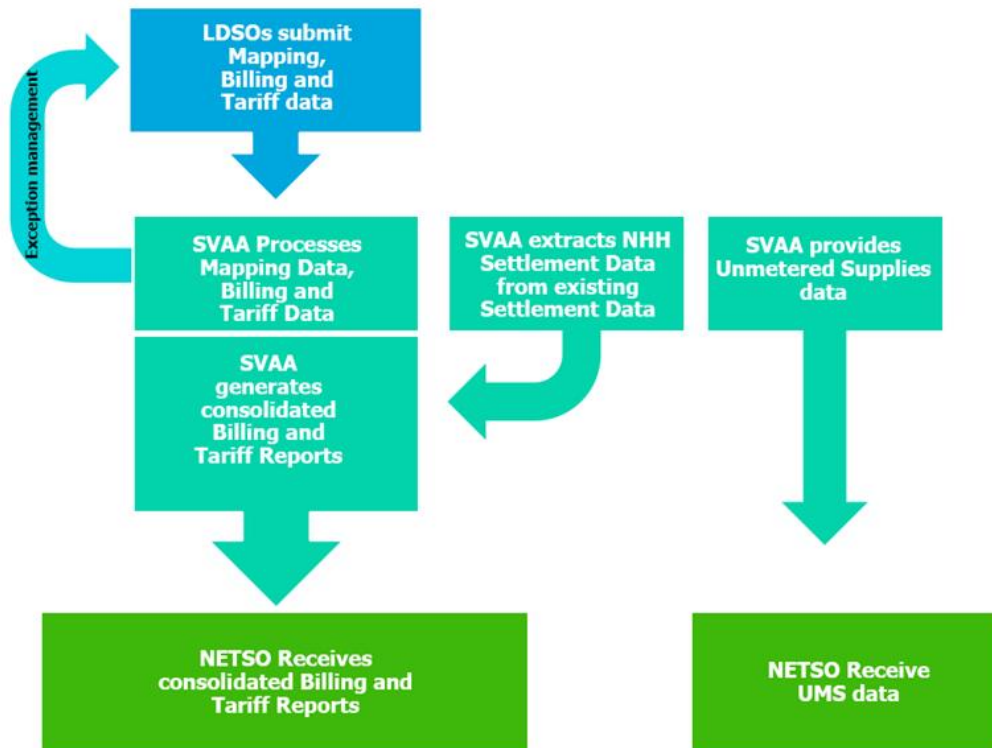 LDSOs submit
Mapping,
Billing and
Tariff data
Exception management
SVAA Processes
Mapping Data,
Billing and
Tariff Data
SVAA extracts NHH
Settlement Data
from existing
Settlement Data
SVAA provides
Unmetered Supplies
data
SVAA
generates
consolidated
Billing and
Tariff Reports
NETSO Receives
consolidated Billing and
Tariff Reports
NETSO Receive
UMS data